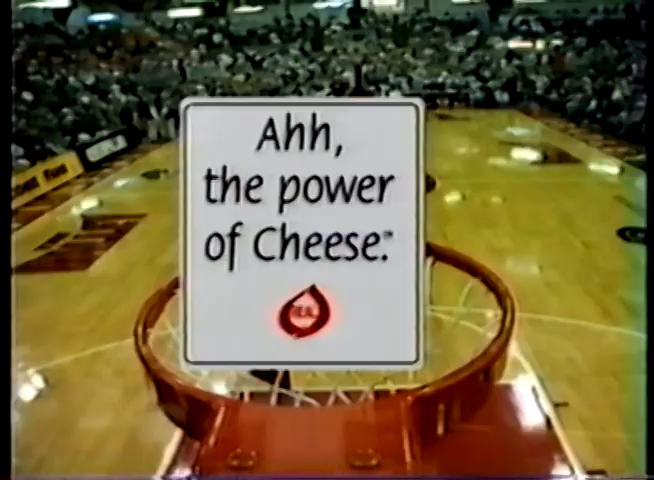 Ahh,
the power
of Cheese.™
REAL